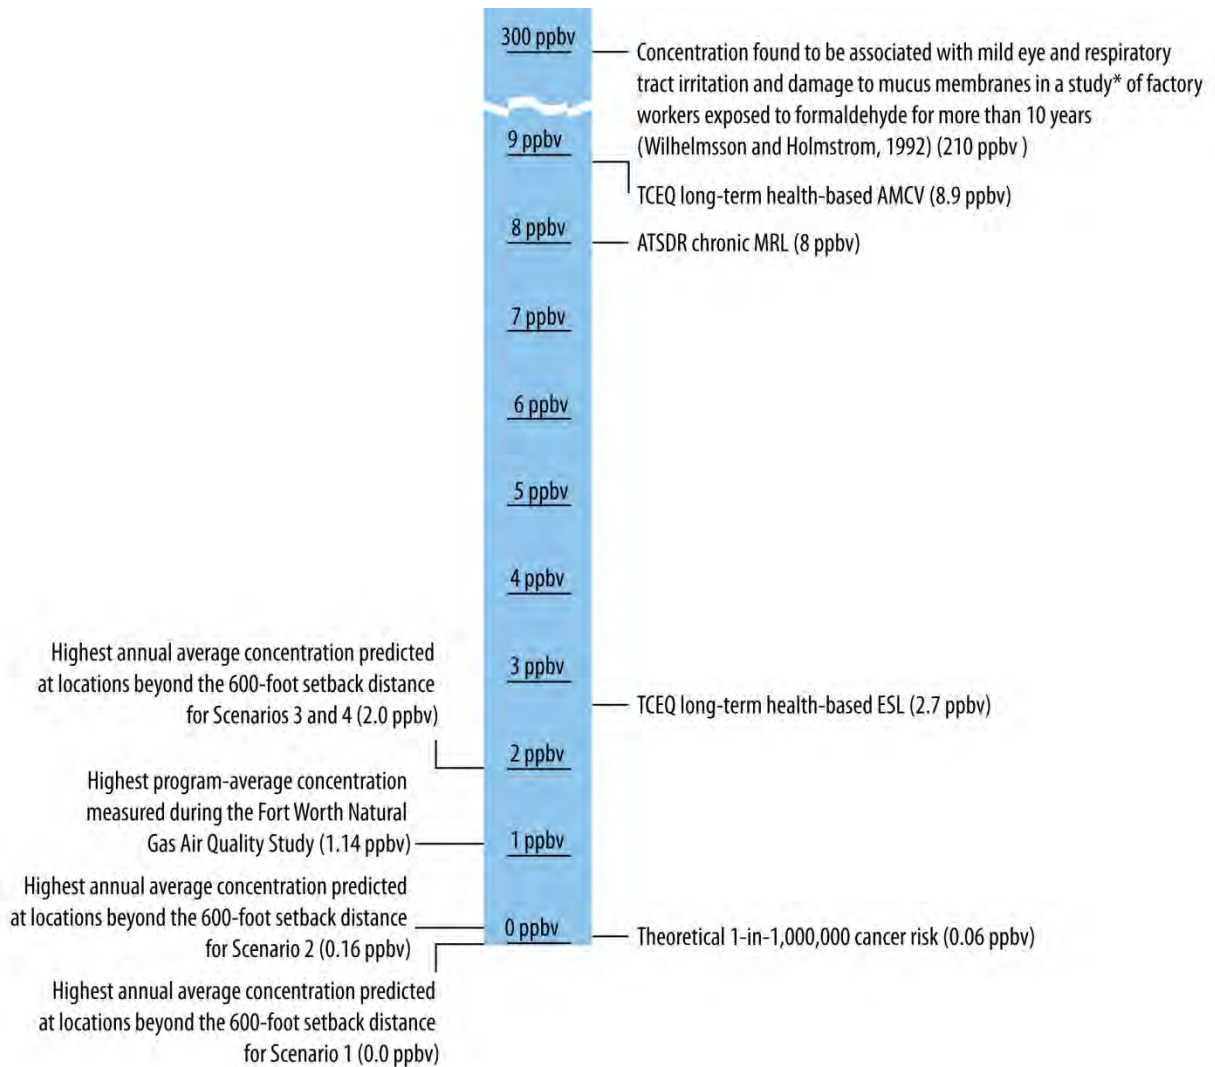 300 ppbv
Concentration found to be associated with mild eye and respiratory
tract irritation and damage to mucus membranes in a study* of factory
workers exposed to formaldehyde for more than 10 years
(Wilhelmsson and Holmstrom, 1992) (210 ppbv )
9 ppbv
TCEQ long-term health-based AMCV (8.9 ppbv)
8 ppbv
ATSDR chronic MRL (8 ppbv)
7 ppbv
6 ppbv
5 ppbv
4 ppbv
Highest annual average concentration predicted
at locations beyond the 600-foot setback distance
for Scenarios 3 and 4 (2.0 ppbv)
3 ppbv
TCEQ long-term health-based ESL (2.7 ppbv)
2 ppbv
Highest program-average concentration
measured during the Fort Worth Natural
Gas Air Quality Study (1.14 ppbv)
1 ppbv
Highest annual average concentration predicted
at locations beyond the 600-foot setback distance
for Scenario 2 (0.16 ppbv)
0 ppbv
Theoretical 1-in-1,000,000 cancer risk (0.06 ppbv)
Highest annual average concentration predicted
at locations beyond the 600-foot setback distance
for Scenario 1 (0.0 ppbv)